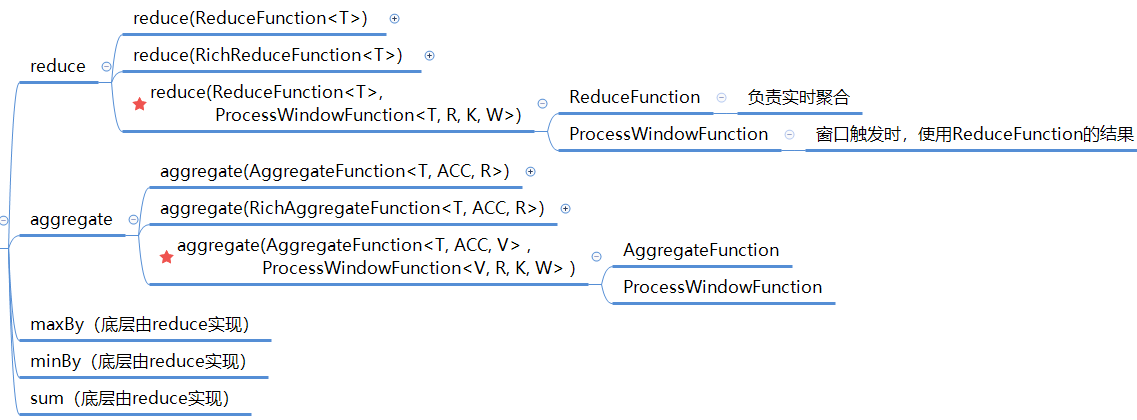 reduce
reduce(ReduceFunction<T>)
reduce(RichReduceFunction<T>)
reduce(ReduceFunction<T>,
ProcessWindowFunction<T, R, K, W>)
ReduceFunction
负责实时聚合
ProcessWindowFunction
窗口触发时，使用ReduceFunction的结果
aggregate
aggregate(AggregateFunction<T, ACC, R>)
aggregate(RichAggregateFunction<T, ACC, R>)
aggregate(AggregateFunction<T, ACC, V> ,
ProcessWindowFunction<V, R, K, W> )
AggregateFunction
ProcessWindowFunction
maxBy（底层由reduce实现）
minBy（底层由reduce实现）
sum（底层由reduce实现）